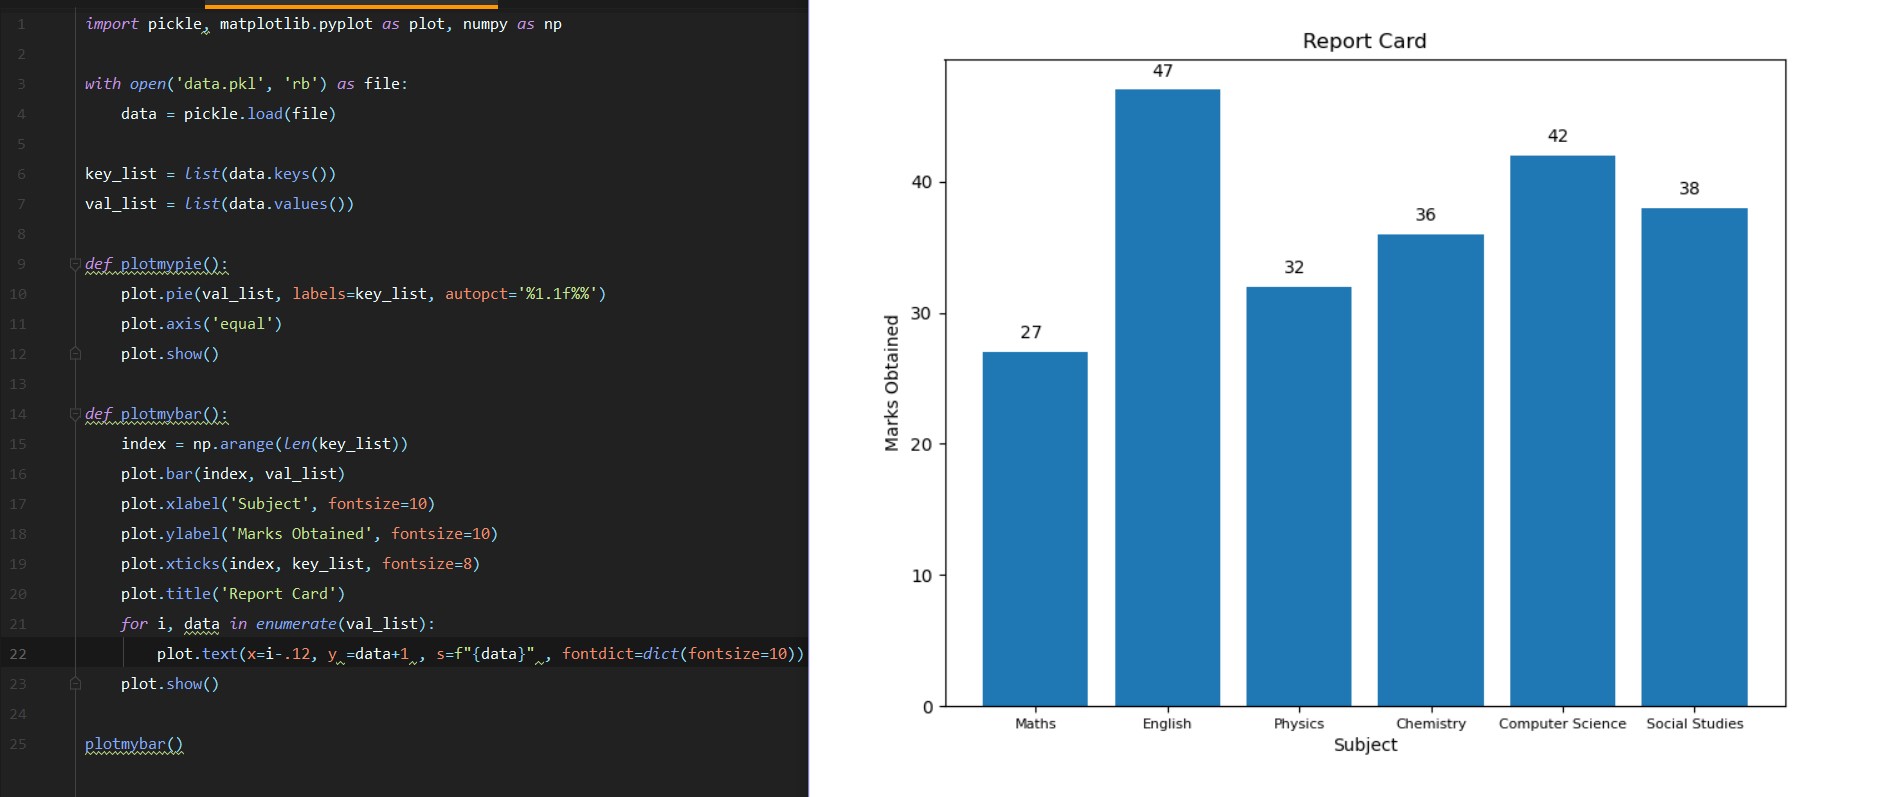 1 import pickle, matplotlib.pyplot as plot, numpy as np
2
3 with open('data.pkl', 'rb') as file:
4     data = pickle.load(file)
5
6 key_list = list(data.keys())
7 val_list = list(data.values())
8
9 def plotmypie():
10     plot.pie(val_list, labels=key_list, autopct='%1.1f%%')
11     plot.axis('equal')
12     plot.show()
13
14 def plotmybar():
15     index = np.arange(len(key_list))
16     plot.bar(index, val_list)
17     plot.xlabel('Subject', fontsize=10)
18     plot.ylabel('Marks Obtained', fontsize=10)
19     plot.xticks(index, key_list, fontsize=8)
20     plot.title('Report Card')
21     for i, data in enumerate(val_list):
22         plot.text(x=i-.12, y =data+1 , s=f"{data}" , fontdict=dict(fontsize=10))
23     plot.show()
24
25 plotmybar()
Report Card
47
42
38
36
32
27
40
30
20
10
0
Marks Obtained
Maths English Physics Chemistry Computer Science Social Studies
Subject